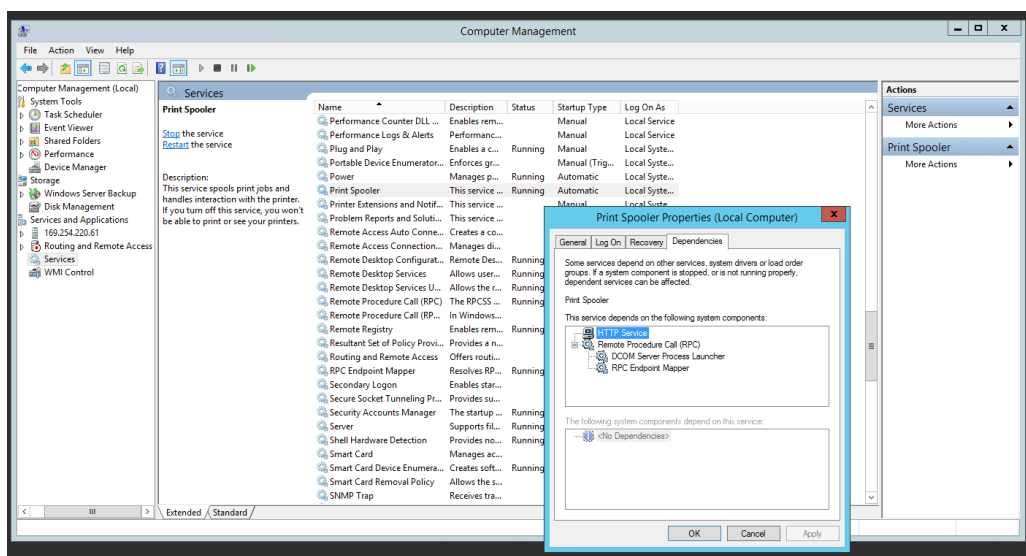 Computer Management
File Action View Help
Computer Management (Local)
System Tools
Task Scheduler
Event Viewer
Shared Folders
Performance
Device Manager
Storage
Windows Server Backup
Disk Management
Services and Applications
169.254.220.61
Routing and Remote Access
Services
WMI Control
Services
Print Spooler
Stop the service
Restart the service
Description:
This service spools print jobs and
handles interaction with the printer.
If you turn off this service, you won't
be able to print or see your printers.
Name Description Status Startup Type Log On As
Performance Counter DLL ... Enables rem... Manual Local Service
Performance Logs & Alerts Performanc... Manual Local Service
Plug and Play Enables a c... Running Manual Local Syste...
Portable Device Enumerator... Enforces gr... Manual (Trig... Local Syste...
Power Manages p... Running Automatic Local Syste...
Print Spooler This service ... Running Automatic Local Syste...
Printer Extensions and Notif... This service ... Manual Local Syste...
Problem Reports and Soluti... This service ...
Remote Access Auto Conne... Creates a co...
Remote Access Connection... Manages di...
Remote Desktop Configurat... Remote Des... Running
Remote Desktop Services Allows user... Running
Remote Desktop Services U... Allows the r... Running
Remote Procedure Call (RPC) The RPCSS ... Running
Remote Procedure Call (RP... In Windows...
Remote Registry Enables rem... Running
Resultant Set of Policy Provi... Provides a n...
Routing and Remote Access Offers routi...
RPC Endpoint Mapper Resolves RP... Running
Secondary Logon Enables star...
Secure Socket Tunneling Pr... Provides su...
Security Accounts Manager The startup ... Running
Server Supports fil... Running
Shell Hardware Detection Provides no... Running
Smart Card Manages ac...
Smart Card Device Enumera... Creates soft... Running
Smart Card Removal Policy Allows the s...
SNMP Trap Receives tra...
Extended Standard
Print Spooler Properties (Local Computer)
General Log On Recovery Dependencies
Some services depend on other services, system drivers or load order
groups. If a system component is stopped, or is not running properly,
dependent services can be affected.
Print Spooler
This service depends on the following system components:
HTTP Service
Remote Procedure Call (RPC)
DCOM Server Process Launcher
RPC Endpoint Mapper
The following system components depend on this service:
<No Dependencies>
OK Cancel Apply
Actions
Services
More Actions
Print Spooler
More Actions